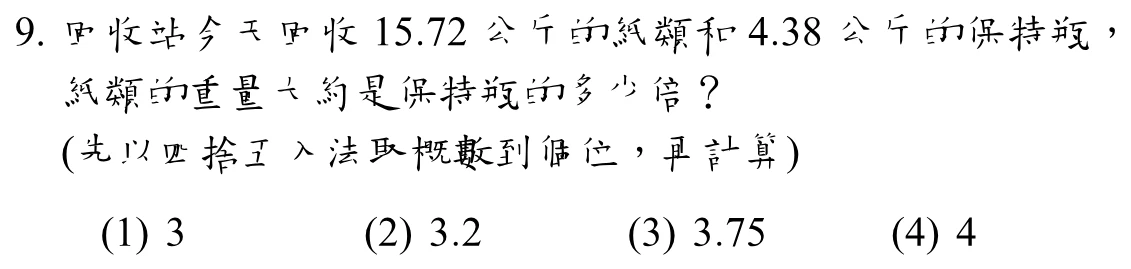 9. 回收站今天回收 15.72 公斤的紙類和 4.38 公斤的保特瓶，
紙類的重量大約是保特瓶的多少倍？
(先以四捨五入法取概數到個位，再計算)
(1) 3 (2) 3.2 (3) 3.75 (4) 4